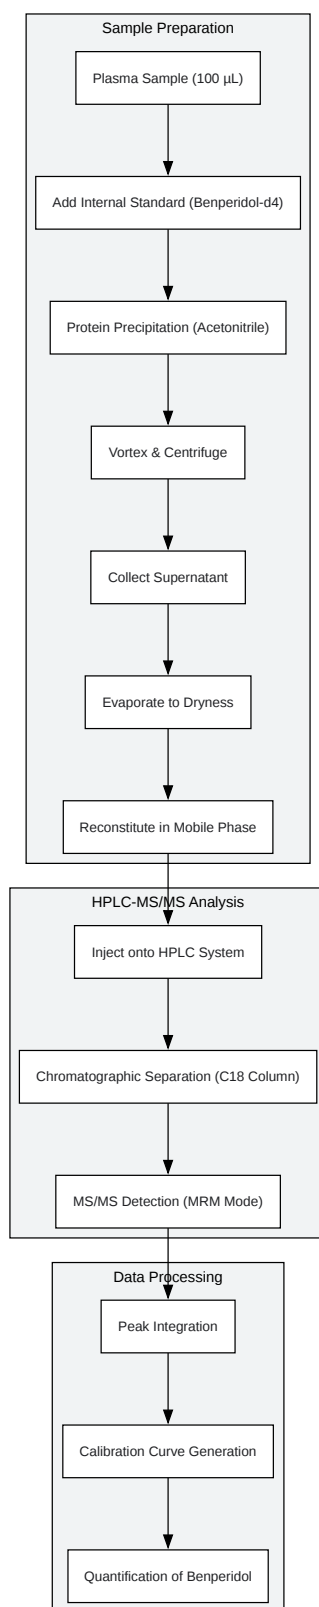 Sample Preparation
Plasma Sample (100 µL)
Add Internal Standard (Benperidol-d4)
Protein Precipitation (Acetonitrile)
Vortex & Centrifuge
Collect Supernatant
Evaporate to Dryness
Reconstitute in Mobile Phase
HPLC-MS/MS Analysis
Inject onto HPLC System
Chromatographic Separation (C18 Column)
MS/MS Detection (MRM Mode)
Data Processing
Peak Integration
Calibration Curve Generation
Quantification of Benperidol